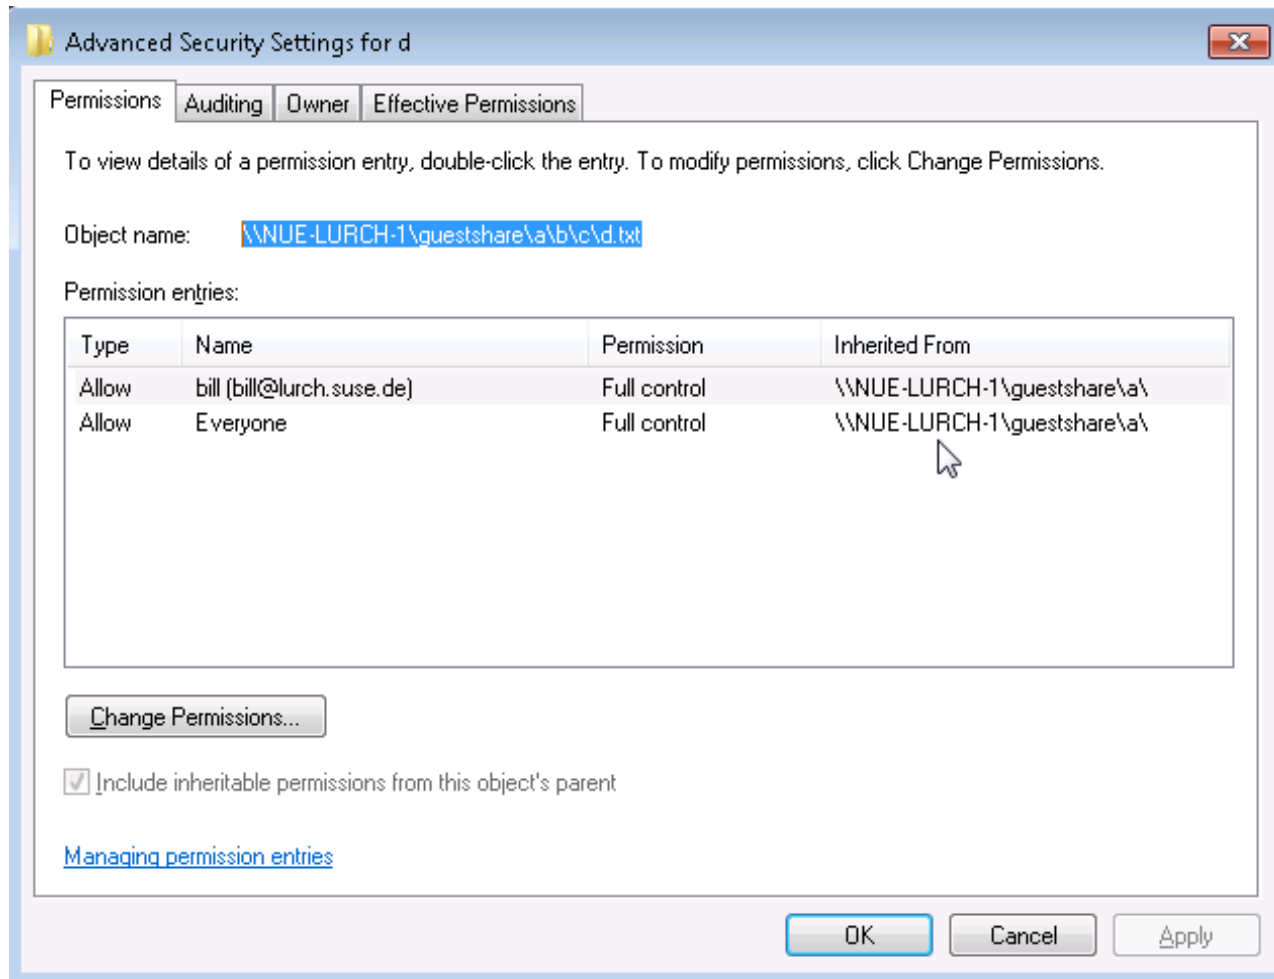 Advanced Security Settings for d
Permissions Auditing Owner Effective Permissions
To view details of a permission entry, double-click the entry. To modify permissions, click Change Permissions.
Object name: \\NUE-LURCH-1\guestshare\a\b\c\d.txt
Permission entries:
Type Name Permission Inherited From
Allow bill (bill@lurch.suse.de) Full control \\NUE-LURCH-1\guestshare\a\
Allow Everyone Full control \\NUE-LURCH-1\guestshare\a\
Change Permissions...
Include inheritable permissions from this object's parent
Managing permission entries
OK Cancel Apply